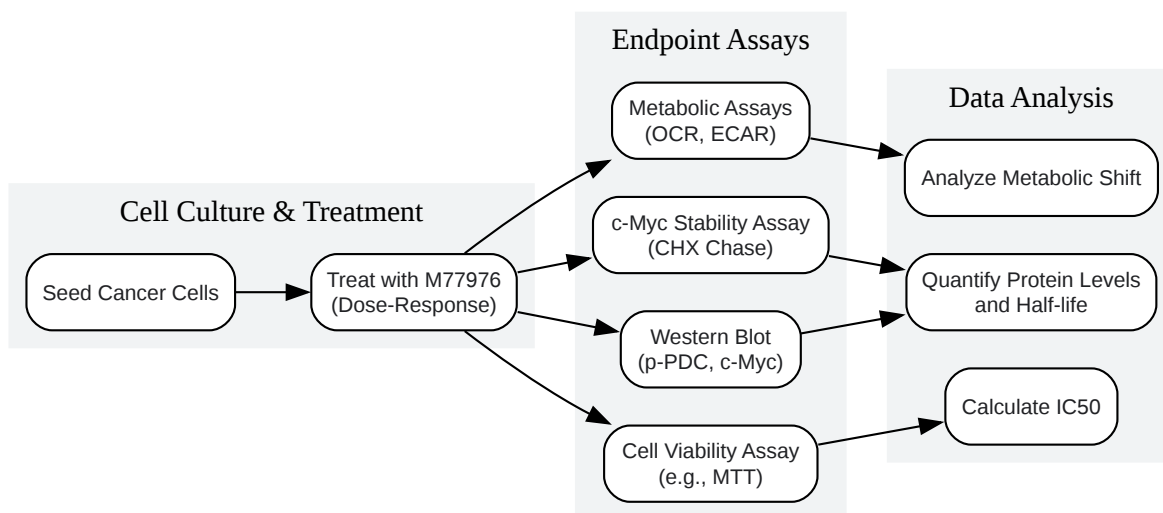 Cell Culture & Treatment
Seed Cancer Cells
Treat with M77976
(Dose-Response)
Endpoint Assays
Metabolic Assays
(OCR, ECAR)
c-Myc Stability Assay
(CHX Chase)
Western Blot
(p-PDC, c-Myc)
Cell Viability Assay
(e.g., MTT)
Data Analysis
Analyze Metabolic Shift
Quantify Protein Levels
and Half-life
Calculate IC50